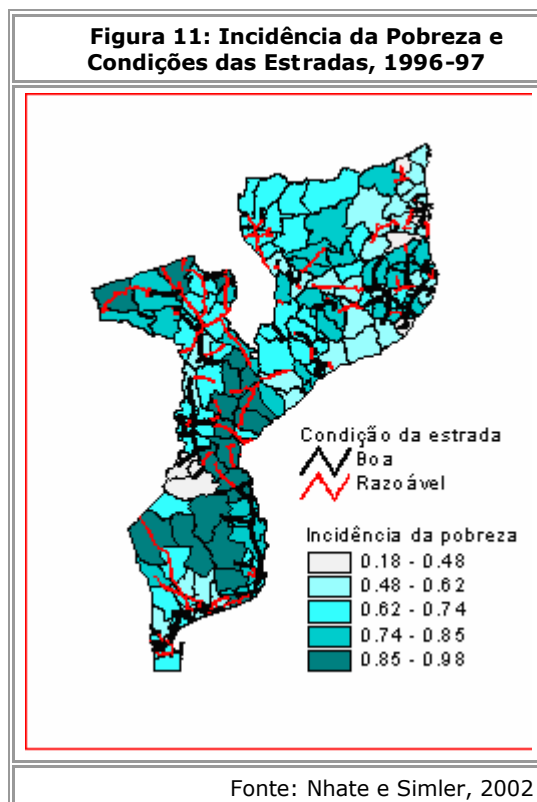 Figura 11: Incidência da Pobreza e
Condições das Estradas, 1996-97
Condição da estrada
Boa
Razoável
Incidência da pobreza
0.18 - 0.48
0.48 - 0.62
0.62 - 0.74
0.74 - 0.85
0.85 - 0.98
Fonte: Nhate e Simler, 2002